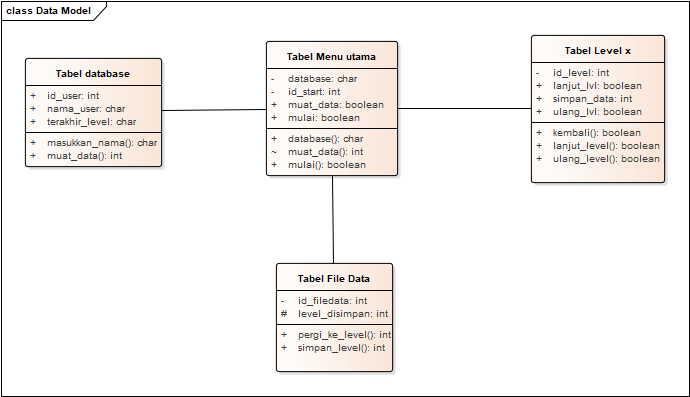 class Data Model
Tabel database
+ id_user: int
+ nama_user: char
+ terakhir_level: char
+ masukkan_nama(): char
+ muat_data(): int
Tabel Menu utama
- database: char
- id_start: int
+ muat_data: boolean
+ mulai: boolean
+ database(): char
~ muat_data(): int
+ mulai(): boolean
Tabel Level x
- id_level: int
+ lanjut_lvl: boolean
+ simpan_data: int
+ ulang_lvl: boolean
+ kembali(): boolean
+ lanjut_level(): boolean
+ ulang_level(): boolean
Tabel File Data
- id_filedata: int
# level_disimpan: int
+ pergi_ke_level(): int
+ simpan_level(): int